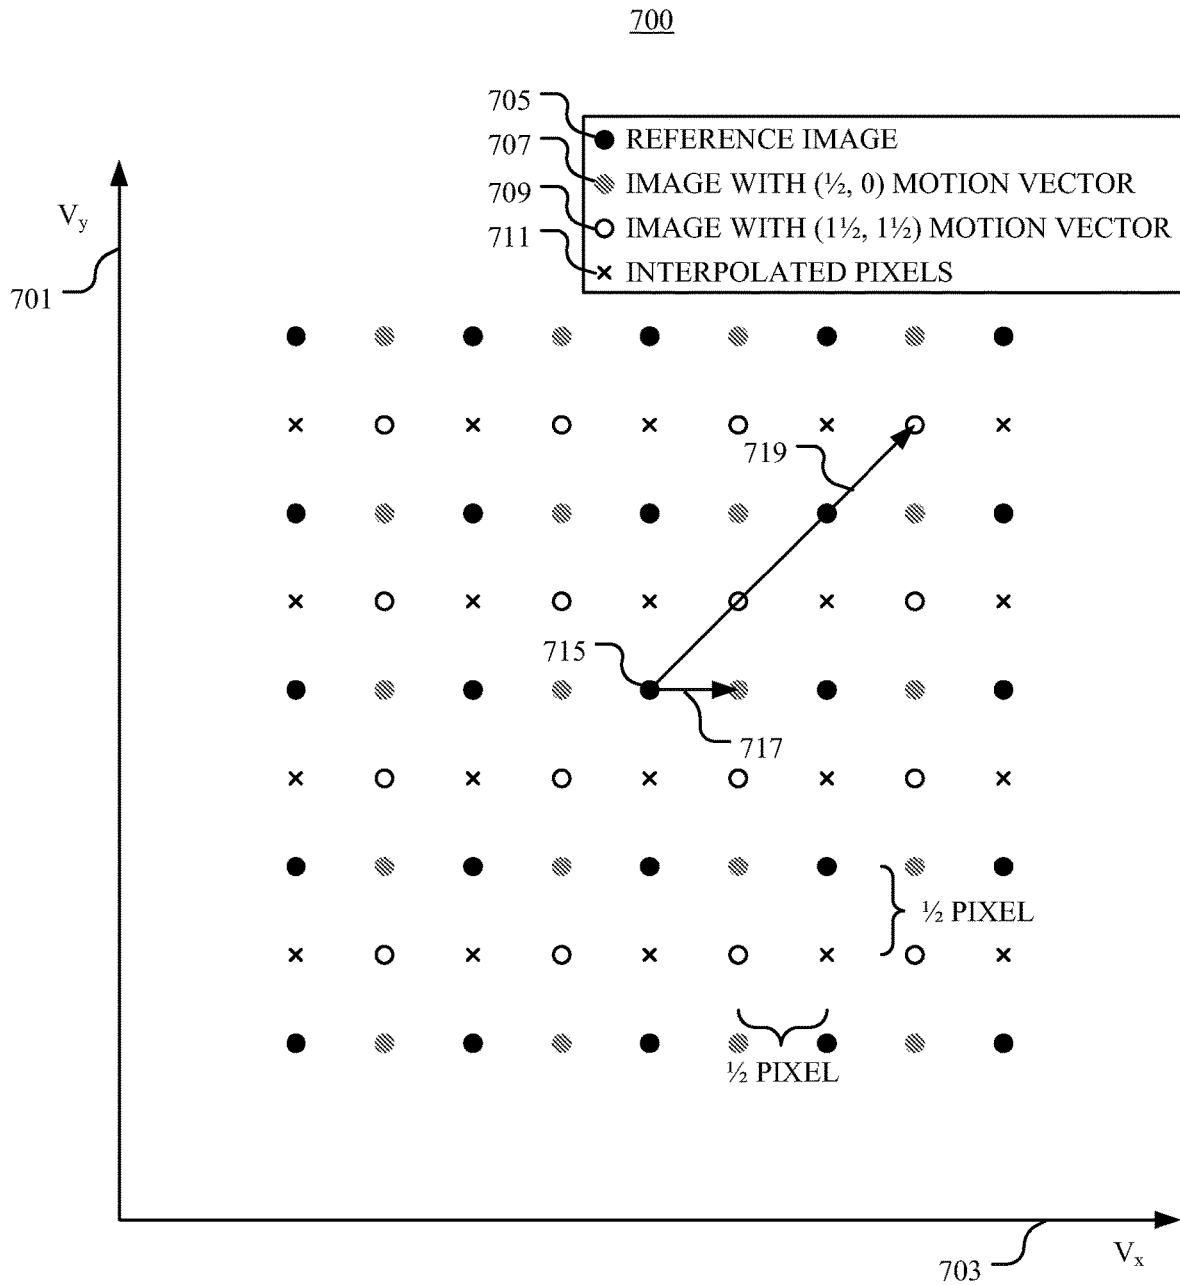 700
705
REFERENCE IMAGE
707
IMAGE WITH (½, 0) MOTION VECTOR
709
IMAGE WITH (1½, 1½) MOTION VECTOR
711
INTERPOLATED PIXELS
Vy
701
719
715
717
½ PIXEL
½ PIXEL
703
Vx